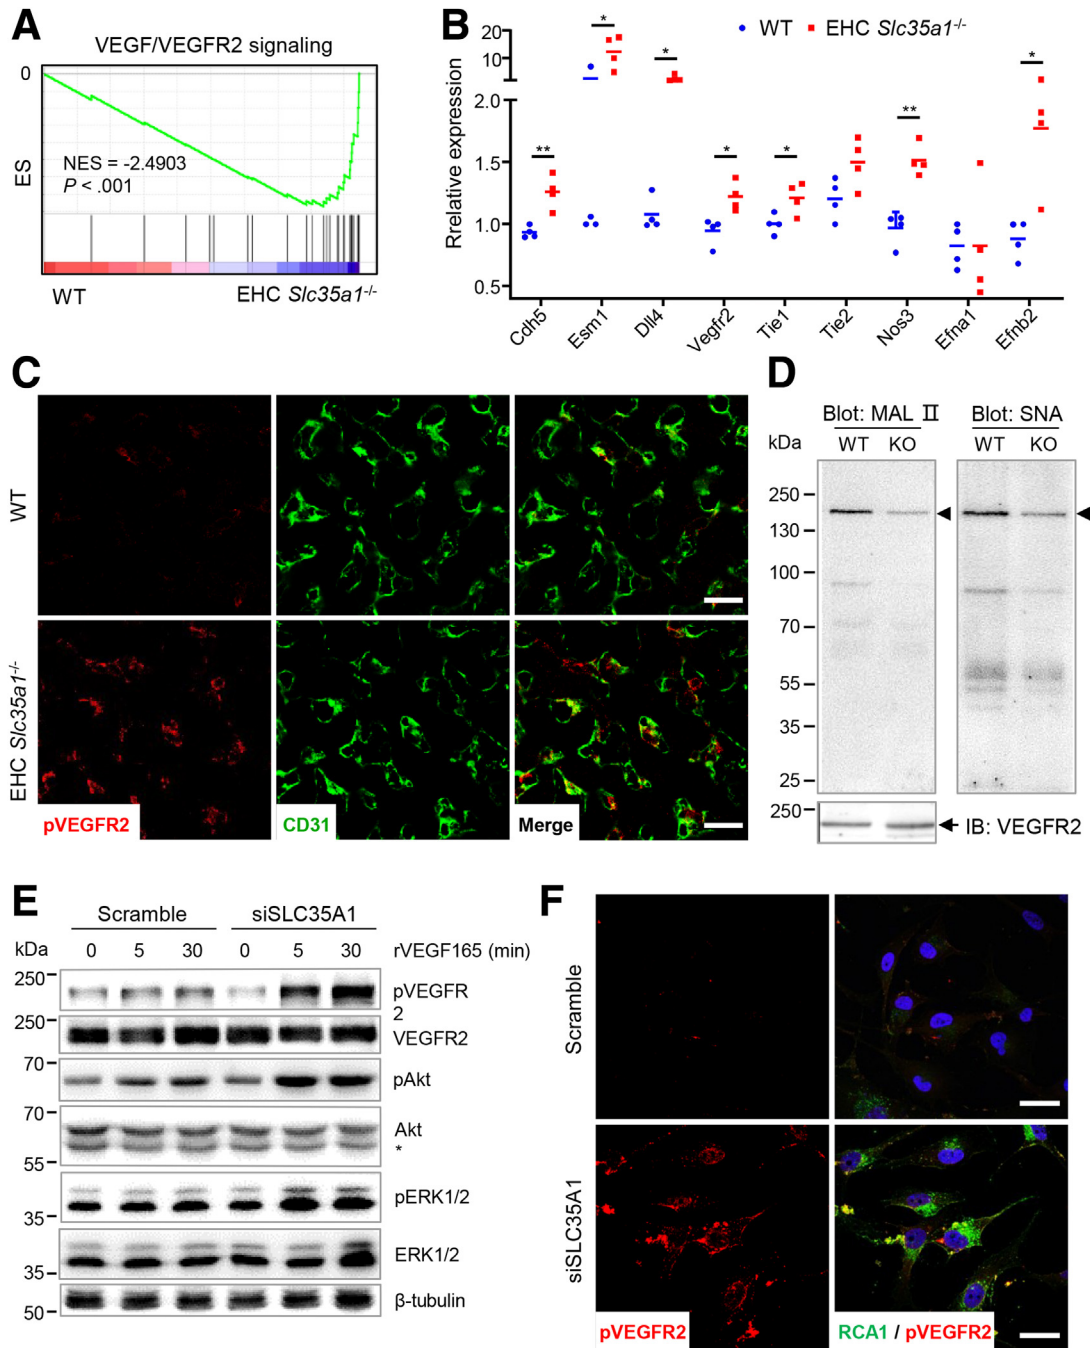 A
VEGF/VEGFR2 signaling
0
ES
NES = -2.4903
P < .001
WT
EHC Slc35a1-/-
B
WT
EHC Slc35a1-/-
Rrelative expression
20
10
2.0
1.5
1.0
0.5
** * * * * ** *
Cdh5 Esm1 Dll4 Vegfr2 Tie1 Tie2 Nos3 Efna1 Efnb2
C
WT
EHC Slc35a1-/-
pVEGFR2
CD31
Merge
D
Blot: MAL II
Blot: SNA
kDa
WT KO
WT KO
250
130
100
70
55
35
25
250
IB: VEGFR2
E
Scramble
siSLC35A1
kDa
0 5 30 0 5 30
rVEGF165 (min)
250
pVEGFR
2
250
VEGFR2
70
pAkt
70
Akt
*
55
pERK1/2
35
ERK1/2
35
β-tubulin
50
F
Scramble
siSLC35A1
pVEGFR2
RCA1 / pVEGFR2